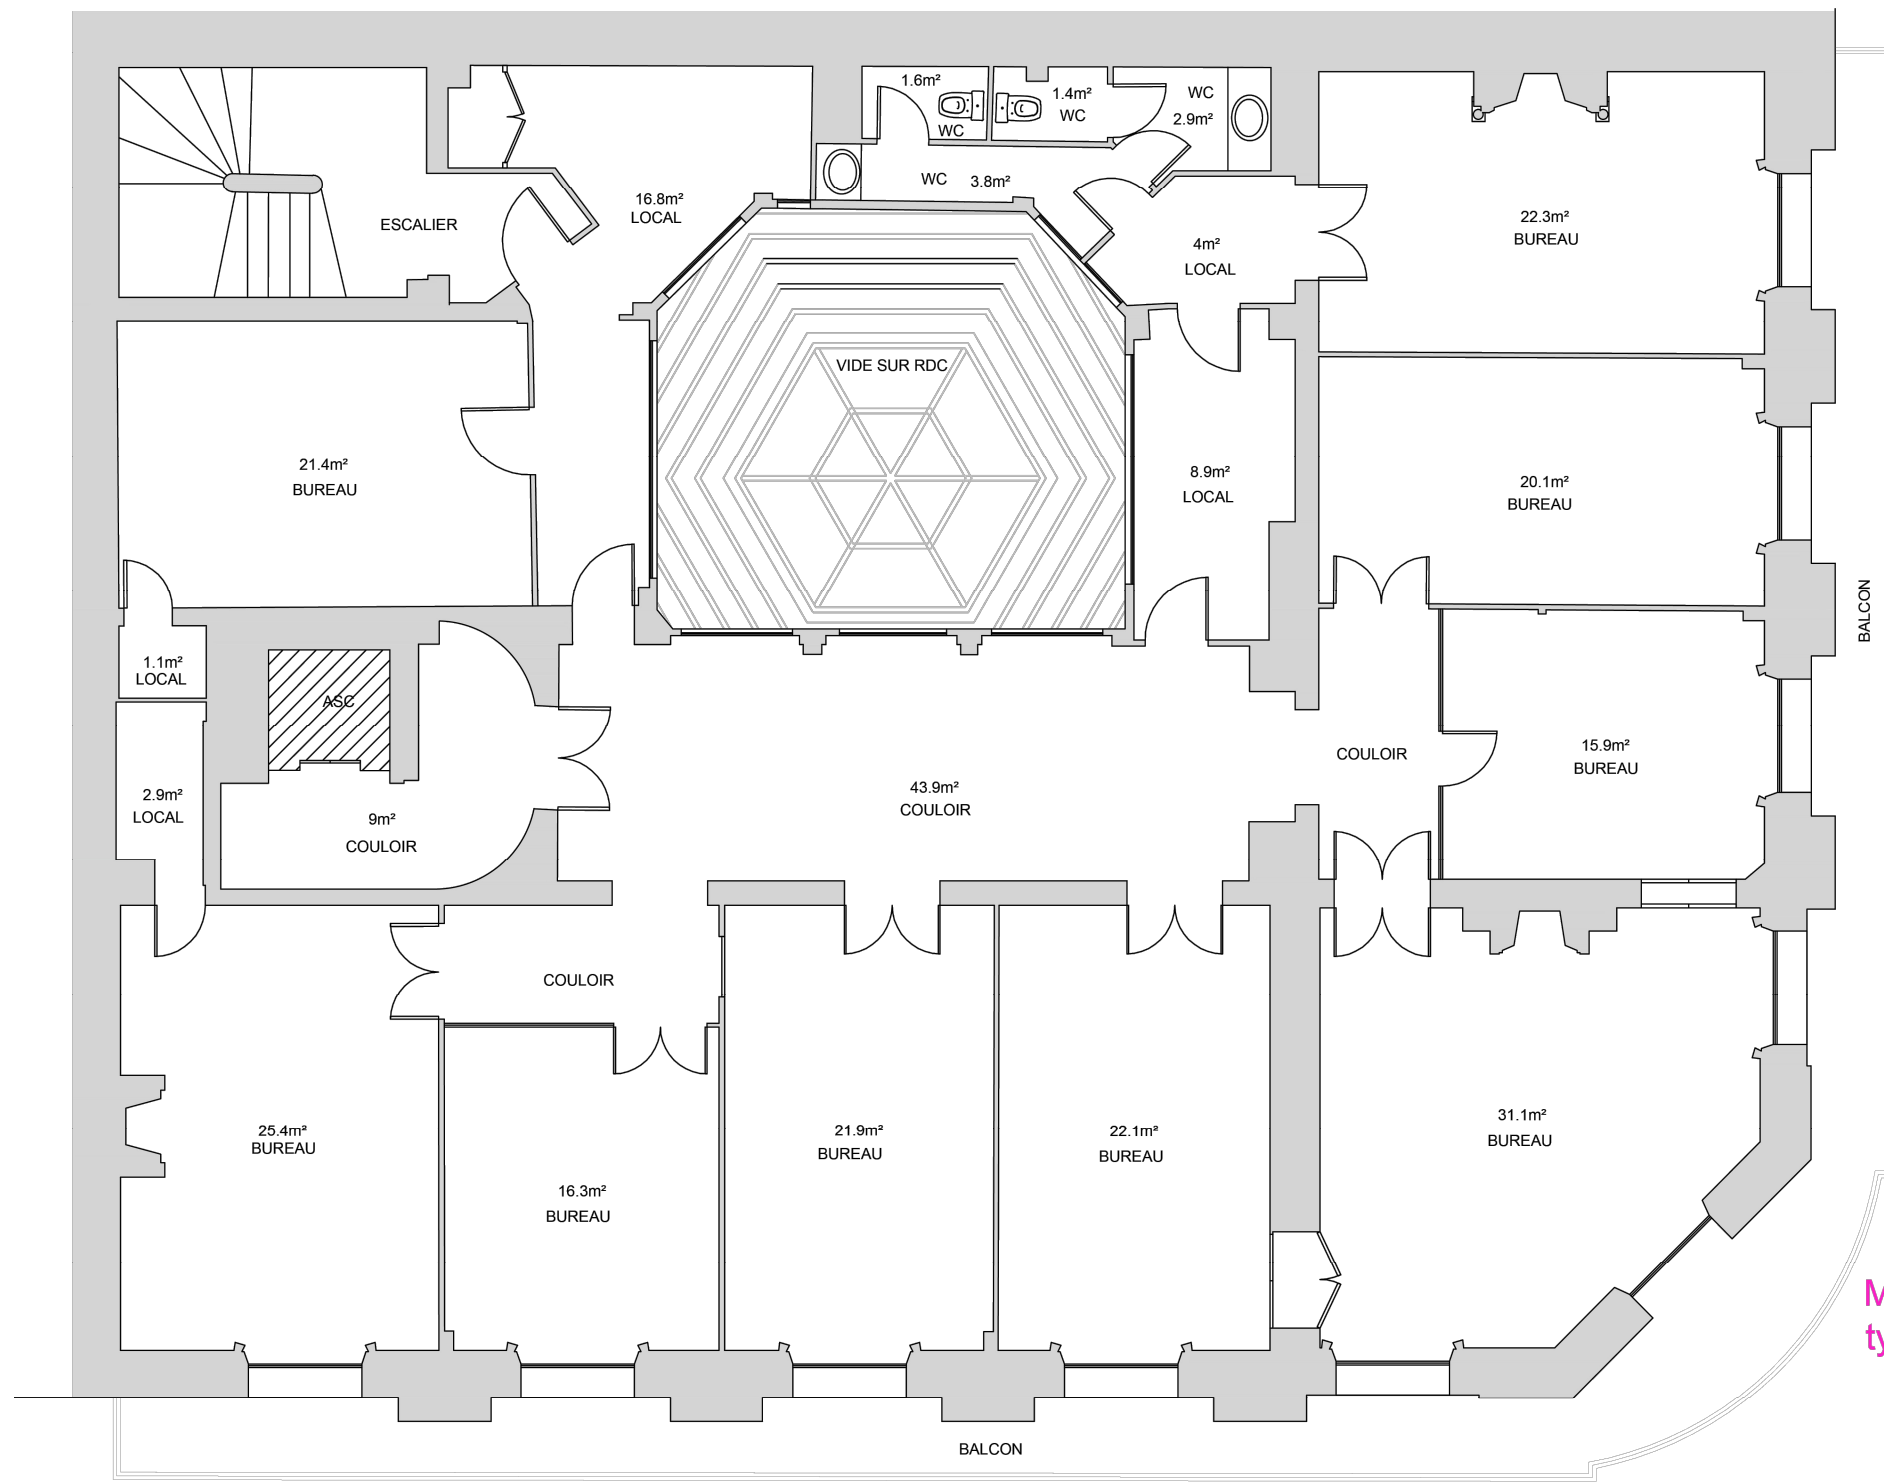 1.6m²
WC
1.4m²
WC
WC
2.9m²
WC 3.8m²
16.8m²
LOCAL
ESCALIER
22.3m²
BUREAU
4m²
LOCAL
VIDE SUR RDC
21.4m²
BUREAU
8.9m²
LOCAL
20.1m²
BUREAU
BALCON
1.1m²
LOCAL
ASC
2.9m²
LOCAL
9m²
COULOIR
43.9m²
COULOIR
COULOIR
15.9m²
BUREAU
COULOIR
25.4m²
BUREAU
16.3m²
BUREAU
21.9m²
BUREAU
22.1m²
BUREAU
31.1m²
BUREAU
M
ty
BALCON